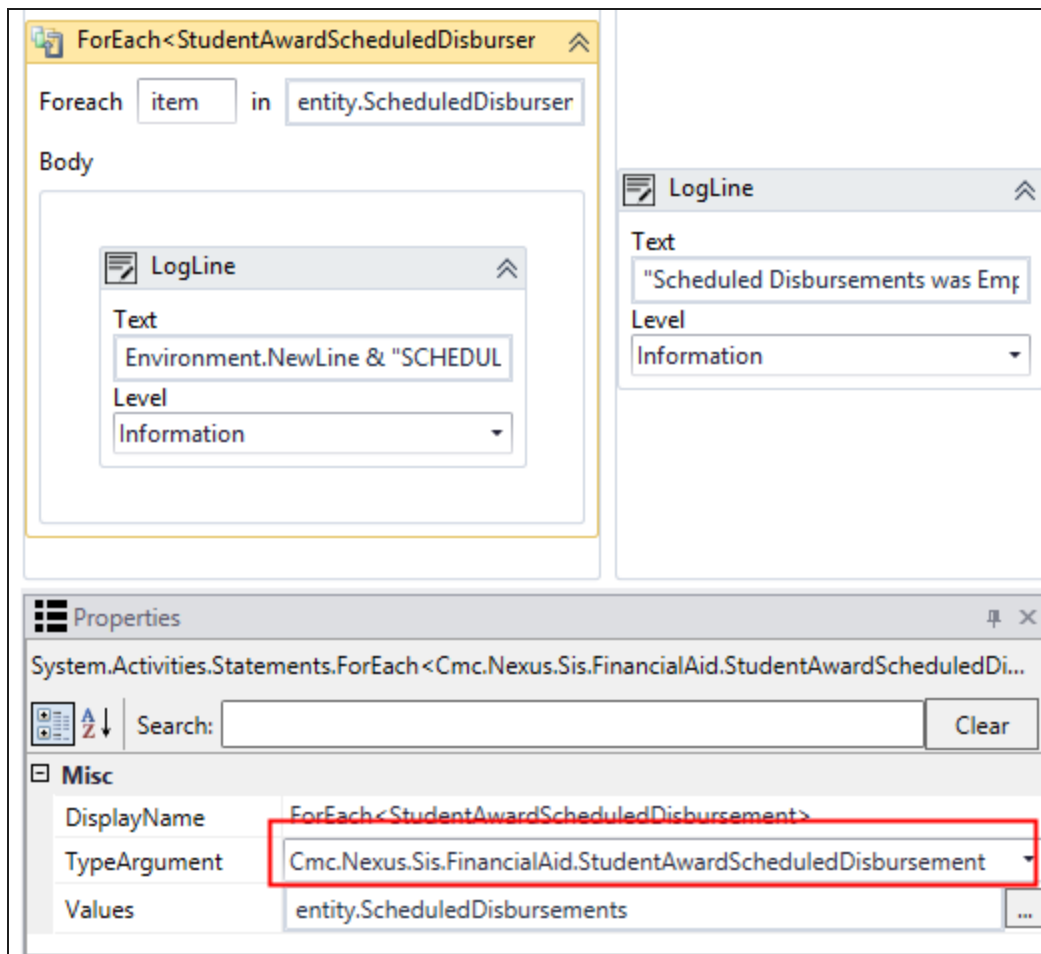 ForEach<StudentAwardScheduledDisburser
Foreach item in entity.ScheduledDisburser
Body
LogLine
Text
Environment.NewLine & "SCHEDUL
Level
Information
LogLine
Text
"Scheduled Disbursements was Emp
Level
Information
Properties
System.Activities.Statements.ForEach<Cmc.Nexus.Sis.FinancialAid.StudentAwardScheduledDi...
A Z Search: Clear
Misc
DisplayName ForEach<StudentAwardScheduledDisbursement>
TypeArgument Cmc.Nexus.Sis.FinancialAid.StudentAwardScheduledDisbursement
Values entity.ScheduledDisbursements ...